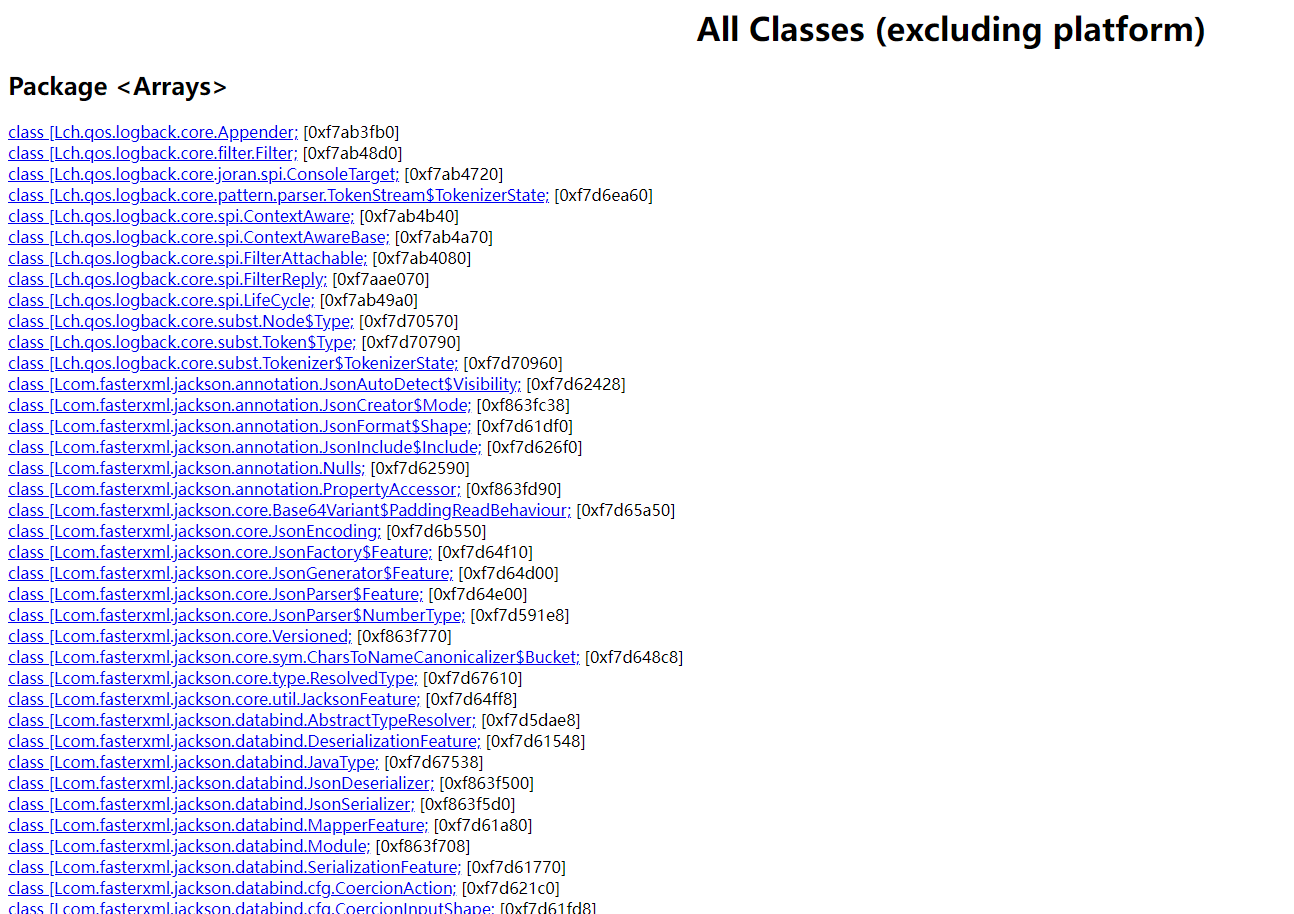 All Classes (excluding platform)
Package <Arrays>
class [Lch.qos.logback.core.Appender; [0xf7ab3fb0]
class [Lch.qos.logback.core.filter.Filter; [0xf7ab48d0]
class [Lch.qos.logback.core.joran.spi.ConsoleTarget; [0xf7ab4720]
class [Lch.qos.logback.core.pattern.parser.TokenStream$TokenizerState; [0xf7d6ea60]
class [Lch.qos.logback.core.spi.ContextAware; [0xf7ab4b40]
class [Lch.qos.logback.core.spi.ContextAwareBase; [0xf7ab4a70]
class [Lch.qos.logback.core.spi.FilterAttachable; [0xf7ab4080]
class [Lch.qos.logback.core.spi.FilterReply; [0xf7aae070]
class [Lch.qos.logback.core.spi.LifeCycle; [0xf7ab49a0]
class [Lch.qos.logback.core.subst.Node$Type; [0xf7d70570]
class [Lch.qos.logback.core.subst.Token$Type; [0xf7d70790]
class [Lch.qos.logback.core.subst.Tokenizer$TokenizerState; [0xf7d70960]
class [Lcom.fasterxml.jackson.annotation.JsonAutoDetect$Visibility; [0xf7d62428]
class [Lcom.fasterxml.jackson.annotation.JsonCreator$Mode; [0xf863fc38]
class [Lcom.fasterxml.jackson.annotation.JsonFormat$Shape; [0xf7d61df0]
class [Lcom.fasterxml.jackson.annotation.JsonInclude$Include; [0xf7d626f0]
class [Lcom.fasterxml.jackson.annotation.Nulls; [0xf7d62590]
class [Lcom.fasterxml.jackson.annotation.PropertyAccessor; [0xf863fd90]
class [Lcom.fasterxml.jackson.core.Base64Variant$PaddingReadBehaviour; [0xf7d65a50]
class [Lcom.fasterxml.jackson.core.JsonEncoding; [0xf7d6b550]
class [Lcom.fasterxml.jackson.core.JsonFactory$Feature; [0xf7d64f10]
class [Lcom.fasterxml.jackson.core.JsonGenerator$Feature; [0xf7d64d00]
class [Lcom.fasterxml.jackson.core.JsonParser$Feature; [0xf7d64e00]
class [Lcom.fasterxml.jackson.core.JsonParser$NumberType; [0xf7d591e8]
class [Lcom.fasterxml.jackson.core.Versioned; [0xf863f770]
class [Lcom.fasterxml.jackson.core.sym.CharsToNameCanonicalizer$Bucket; [0xf7d648c8]
class [Lcom.fasterxml.jackson.core.type.ResolvedType; [0xf7d67610]
class [Lcom.fasterxml.jackson.core.util.JacksonFeature; [0xf7d64ff8]
class [Lcom.fasterxml.jackson.databind.AbstractTypeResolver; [0xf7d5dae8]
class [Lcom.fasterxml.jackson.databind.DeserializationFeature; [0xf7d61548]
class [Lcom.fasterxml.jackson.databind.JavaType; [0xf7d67538]
class [Lcom.fasterxml.jackson.databind.JsonDeserializer; [0xf863f500]
class [Lcom.fasterxml.jackson.databind.JsonSerializer; [0xf863f5d0]
class [Lcom.fasterxml.jackson.databind.MapperFeature; [0xf7d61a80]
class [Lcom.fasterxml.jackson.databind.Module; [0xf863f708]
class [Lcom.fasterxml.jackson.databind.SerializationFeature; [0xf7d61770]
class [Lcom.fasterxml.jackson.databind.cfg.CoercionAction; [0xf7d621c0]
class [Lcom.fasterxml.jackson.databind.cfg.CoercionInputShape; [0xf7d61fd8]